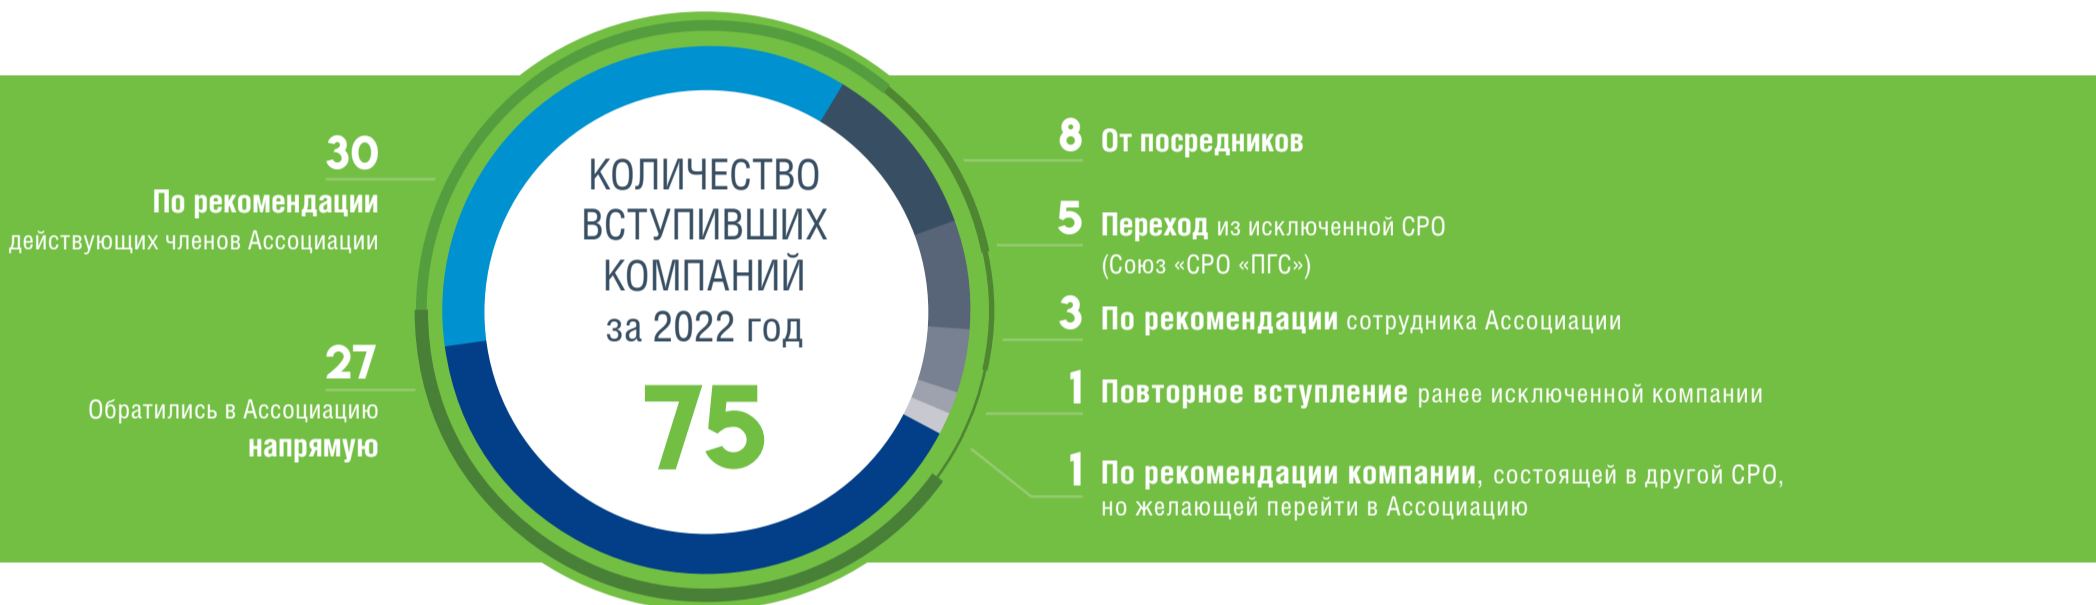 30
По рекомендации
действующих членов Ассоциации
27
Обратились в Ассоциацию
напрямую
КОЛИЧЕСТВО
ВСТУПИВШИХ
КОМПАНИЙ
за 2022 год
75
8 От посредников
5 Переход из исключенной СРО
(Союз «СРО «ПГС»)
3 По рекомендации сотрудника Ассоциации
1 Повторное вступление ранее исключенной компании
1 По рекомендации компании, состоящей в другой СРО,
но желающей перейти в Ассоциацию